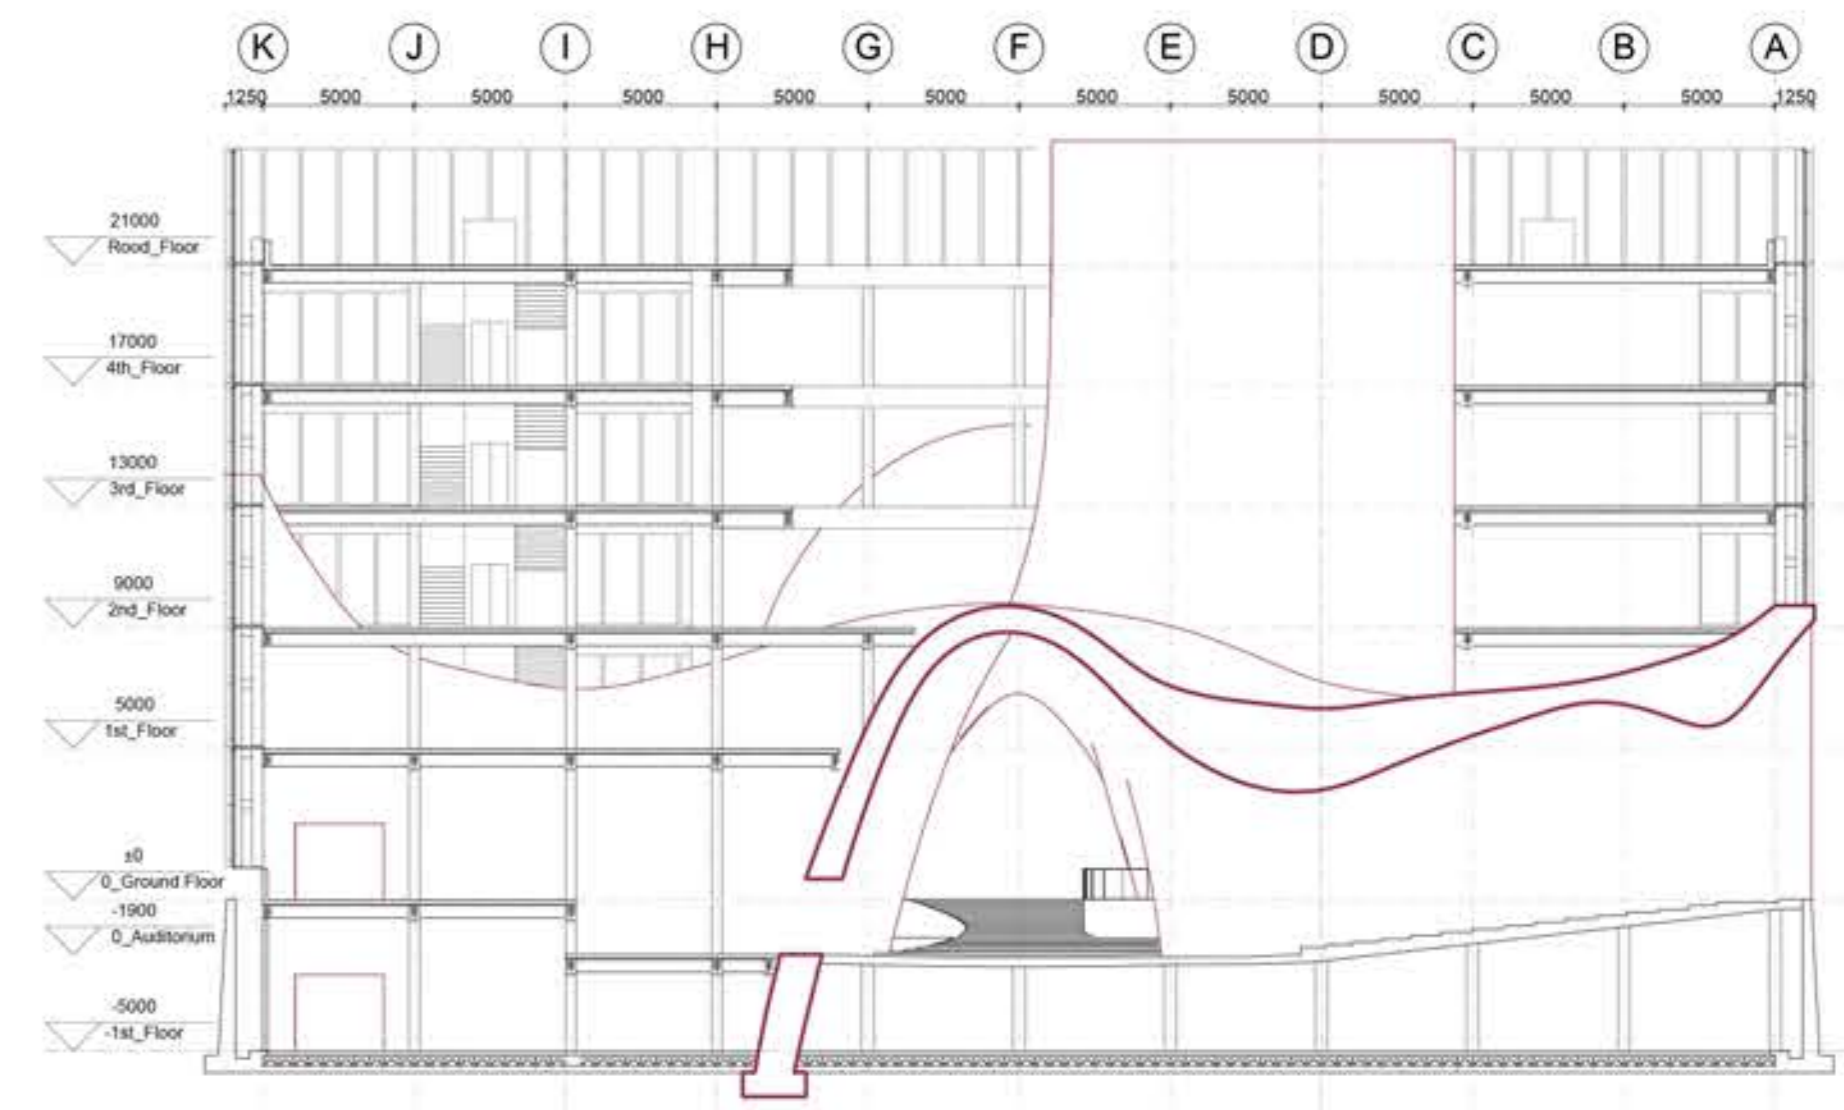 K J I H G F E D C B A
1250 5000 5000 5000 5000 5000 5000 5000 5000 5000 5000 1250
21000
Rood_Floor
17000
4th_Floor
13000
3rd_Floor
9000
2nd_Floor
5000
1st_Floor
±0
0_Ground Floor
-1900
0_Auditorium
-5000
-1st_Floor